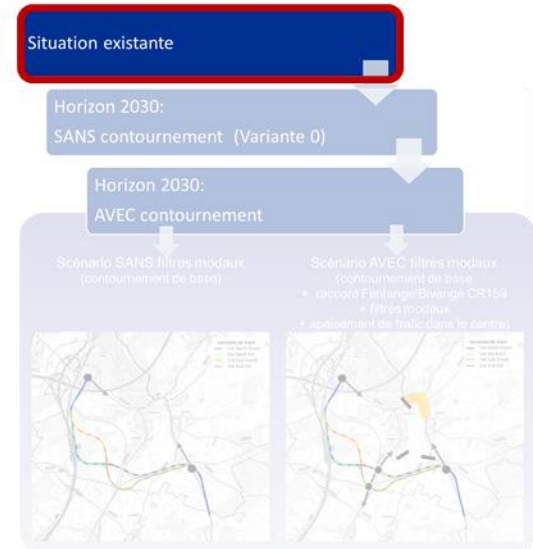 Situation existante
Horizon 2030:
SANS contournement (Variante 0)
Horizon 2030:
AVEC contournement
Scénario SANS filtres modaux
(contournement de base)
Scénario AVEC filtres modaux
(contournement) de base
+ raccord Fentange/Bivange CR159
+ filtres modaux
+ apaisement de trafic dans le centre)